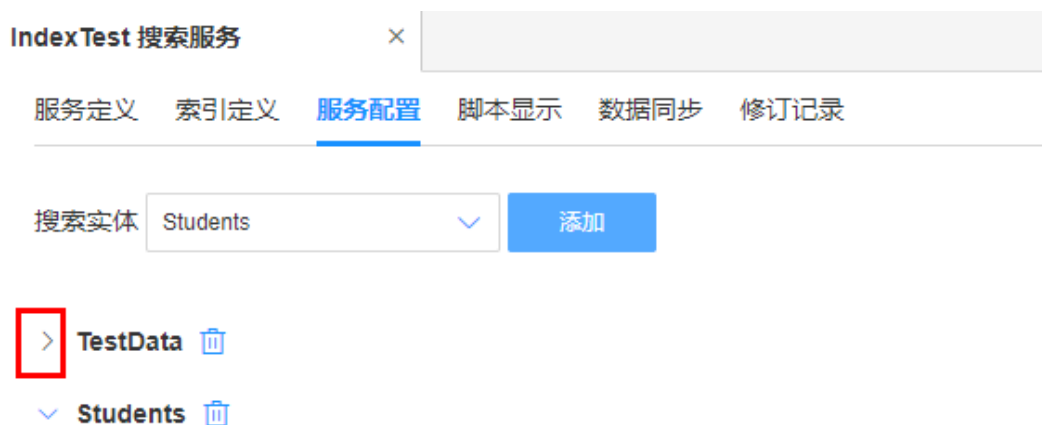 IndexTest 搜索服务
服务定义 索引定义 服务配置 脚本显示 数据同步 修订记录
搜索实体 Students 添加
TestData
Students